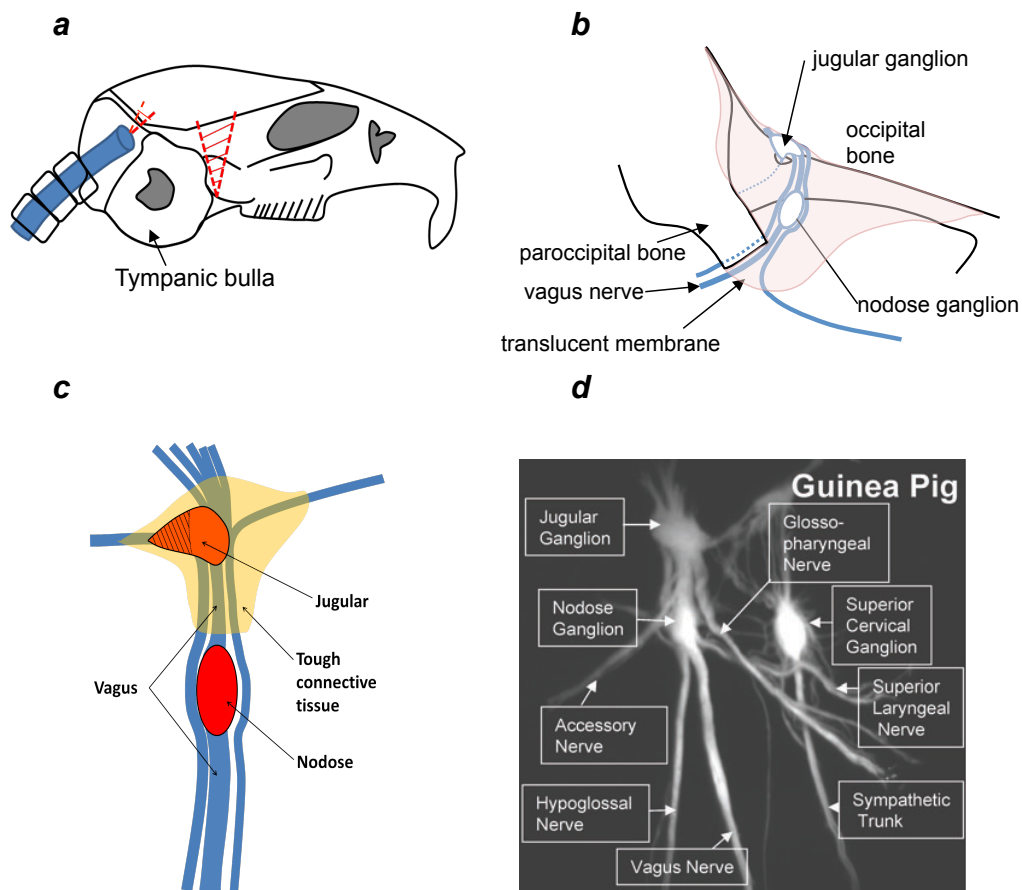 a
Tympanic bulla
b
jugular ganglion
occipital
bone
paroccipital bone
vagus nerve
nodose ganglion
translucent membrane
c
Jugular
Tough
connective
tissue
Vagus
Nodose
d
Guinea Pig
Jugular
Ganglion
Glosso-
pharyngeal
Nerve
Nodose
Ganglion
Superior
Cervical
Ganglion
Accessory
Nerve
Superior
Laryngeal
Nerve
Hypoglossal
Nerve
Sympathetic
Trunk
Vagus Nerve